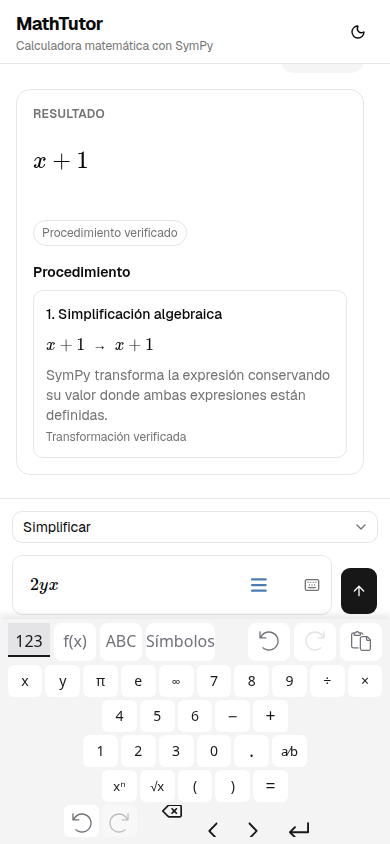 MathTutor
Calculadora matemática con SymPy
RESULTADO
x + 1
Procedimiento verificado
Procedimiento
1. Simplificación algebraica
x + 1 → x + 1
SymPy transforma la expresión conservando
su valor donde ambas expresiones están
definidas.
Transformación verificada
Simplificar
2yx
123 f(x) ABC Símbolos
x y π e ∞ 7 8 9 ÷ ×
4 5 6 − +
1 2 3 0 . a/b
xⁿ √x ( ) =